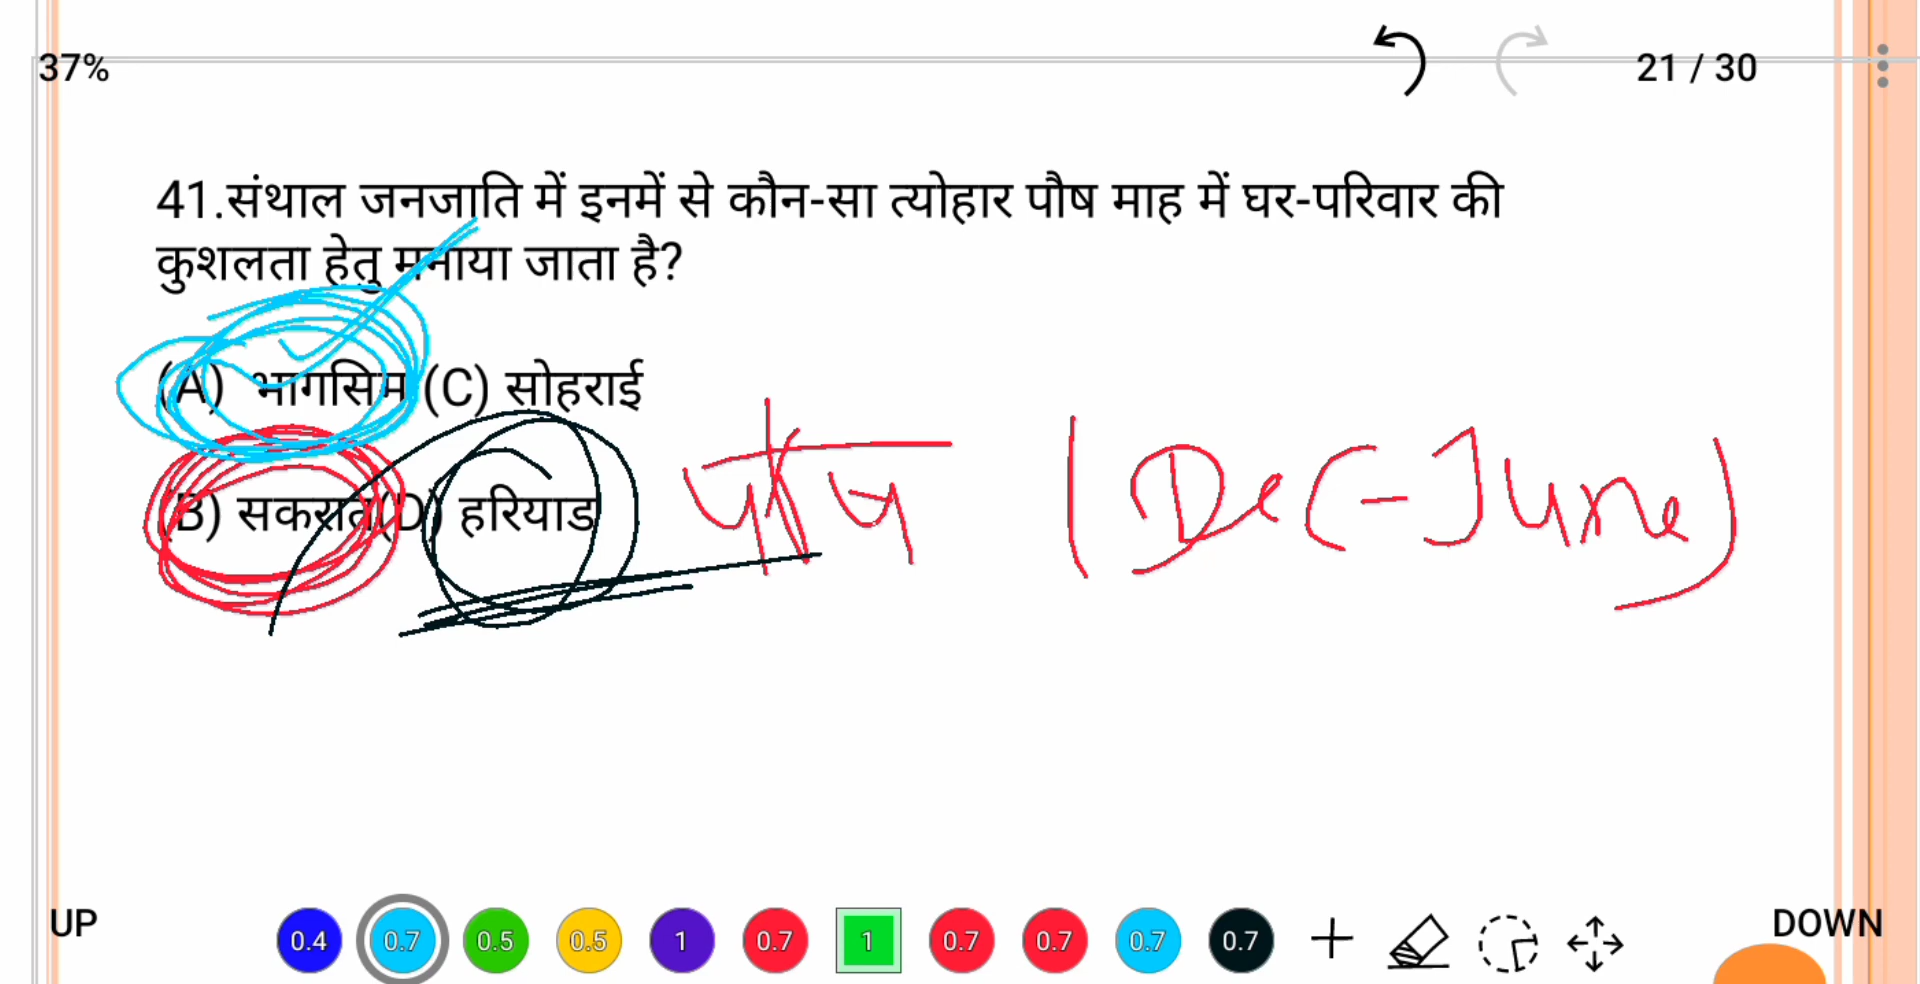 37%
21 / 30
41.संथाल जनजाति में इनमें से कौन-सा त्योहार पौष माह में घर-परिवार की
कुशलता हेतु मनाया जाता है?
(A) भागसिम (C) सोहराई
(B) सकरात(D) हरियाड
(Dec-June)
UP
0.4 0.7 0.5 0.5 1 0.7 1 0.7 0.7 0.7 0.7
DOWN